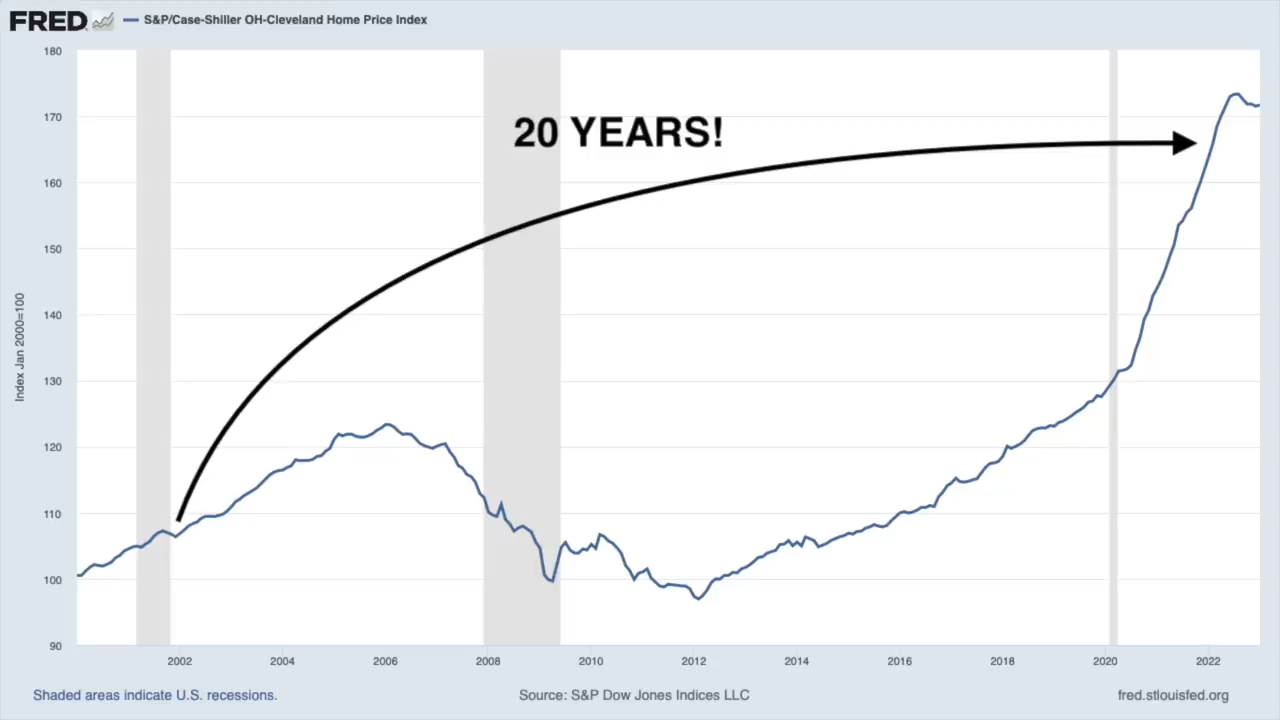 FRED S&P/Case-Shiller OH-Cleveland Home Price Index
180
170
160
150
140
130
120
110
100
90
Index Jan 2000=100
20 YEARS!
2002 2004 2006 2008 2010 2012 2014 2016 2018 2020 2022
Shaded areas indicate U.S. recessions. Source: S&P Dow Jones Indices LLC fred.stlouisfed.org